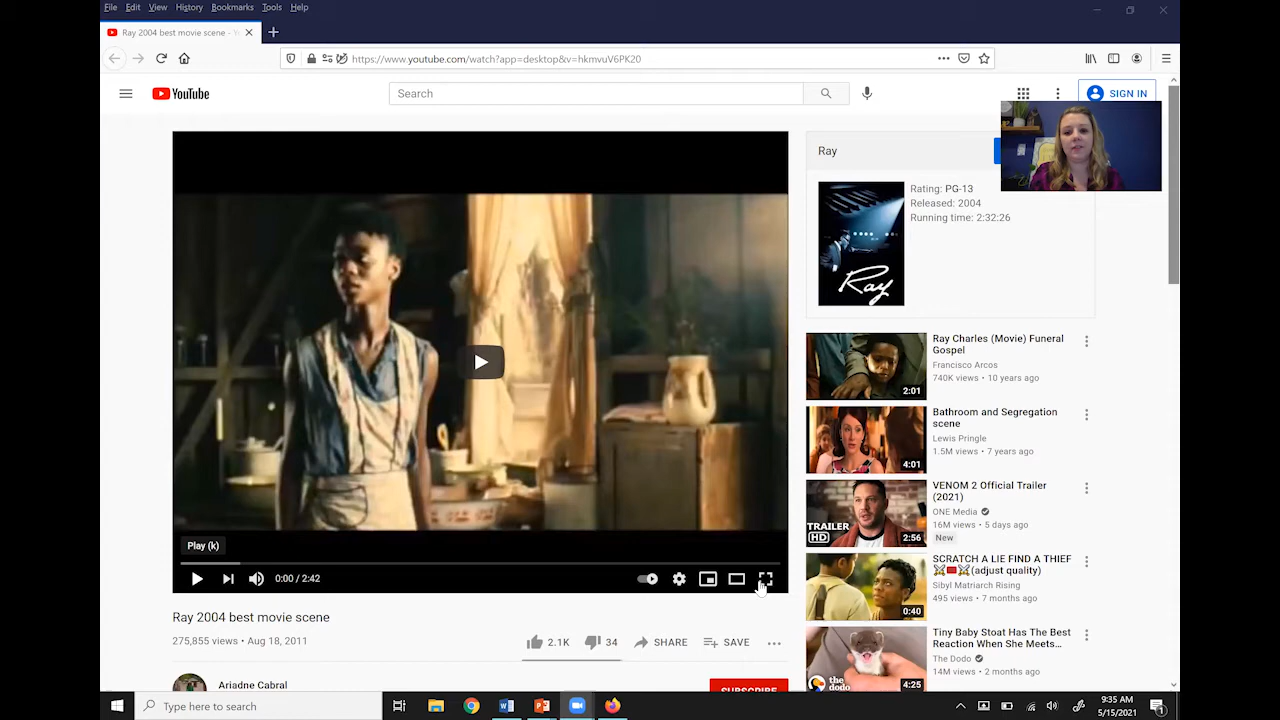 File Edit View History Bookmarks Tools Help
Ray 2004 best movie scene -
https://www.youtube.com/watch?app=desktop&v=hkmvuV6PK20
YouTube
Search
SIGN IN
Ray
Rating: PG-13
Released: 2004
Running time: 2:32:26
Ray
Ray Charles (Movie) Funeral
Gospel
Francisco Arcos
740K views • 10 years ago
2:01
Bathroom and Segregation
scene
Lewis Pringle
1.5M views • 7 years ago
4:01
VENOM 2 Official Trailer
(2021)
ONE Media
16M views • 5 days ago
New
TRAILER
HD
2:56
SCRATCH A LIE FIND A THIEF
⚔️🟥⚔️(adjust quality)
Sibyl Matriarch Rising
495 views • 7 months ago
0:40
Tiny Baby Stoat Has The Best
Reaction When She Meets...
The Dodo
14M views • 2 months ago
the dodo
4:25
Play (k)
0:00 / 2:42
Ray 2004 best movie scene
275,855 views • Aug 18, 2011
2.1K 34 SHARE SAVE
Ariadne Cabral
SUBSCRIBE
Type here to search
9:35 AM
5/15/2021
1